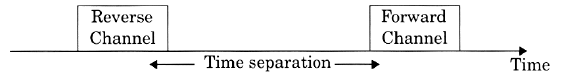 Reverse
Channel
Forward
Channel
Time separation
Time